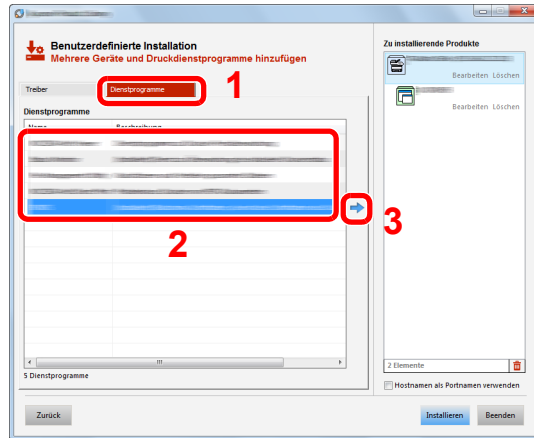 Benutzerdefinierte Installation
Mehrere Geräte und Druckdienstprogramme hinzufügen
Treiber
Dienstprogramme
1
Dienstprogramme
Name Beschreibung
2
3
5 Dienstprogramme
Zu installierende Produkte
Bearbeiten Löschen
Bearbeiten Löschen
2 Elemente
Hostnamen als Portnamen verwenden
Zurück
Installieren
Beenden